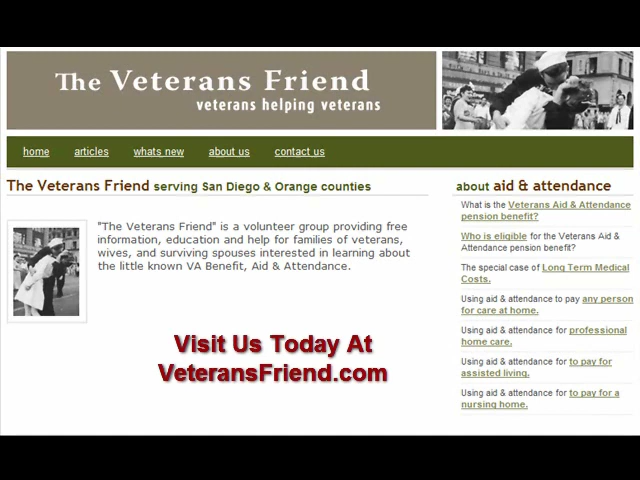 The Veterans Friend
veterans helping veterans
home articles whats new about us contact us
The Veterans Friend serving San Diego & Orange counties
"The Veterans Friend" is a volunteer group providing free
information, education and help for families of veterans,
wives, and surviving spouses interested in learning about
the little known VA Benefit, Aid & Attendance.
Visit Us Today At
VeteransFriend.com
about aid & attendance
What is the Veterans Aid & Attendance
pension benefit?
Who is eligible for the Veterans Aid &
Attendance pension benefit?
The special case of Long Term Medical
Costs.
Using aid & attendance to pay any person
for care at home.
Using aid & attendance for professional
home care.
Using aid & attendance for to pay for
assisted living.
Using aid & attendance for to pay for a
nursing home.